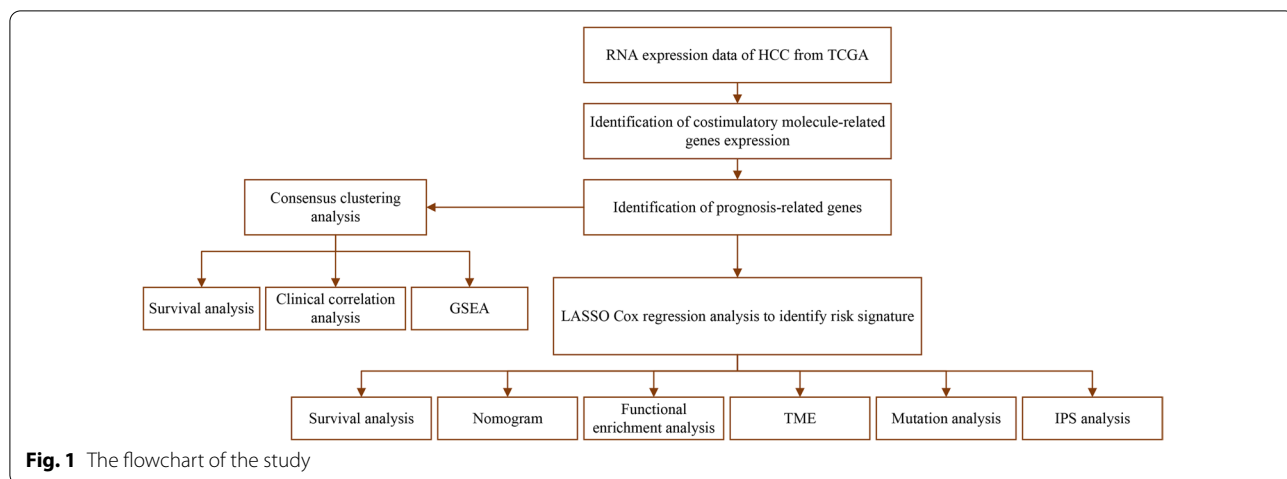 RNA expression data of HCC from TCGA
Identification of costimulatory molecule-related
genes expression
Consensus clustering
analysis
Identification of prognosis-related genes
Survival analysis
Clinical correlation
analysis
GSEA
LASSO Cox regression analysis to identify risk signature
Survival analysis
Nomogram
Functional
enrichment analysis
TME
Mutation analysis
IPS analysis
Fig. 1 The flowchart of the study